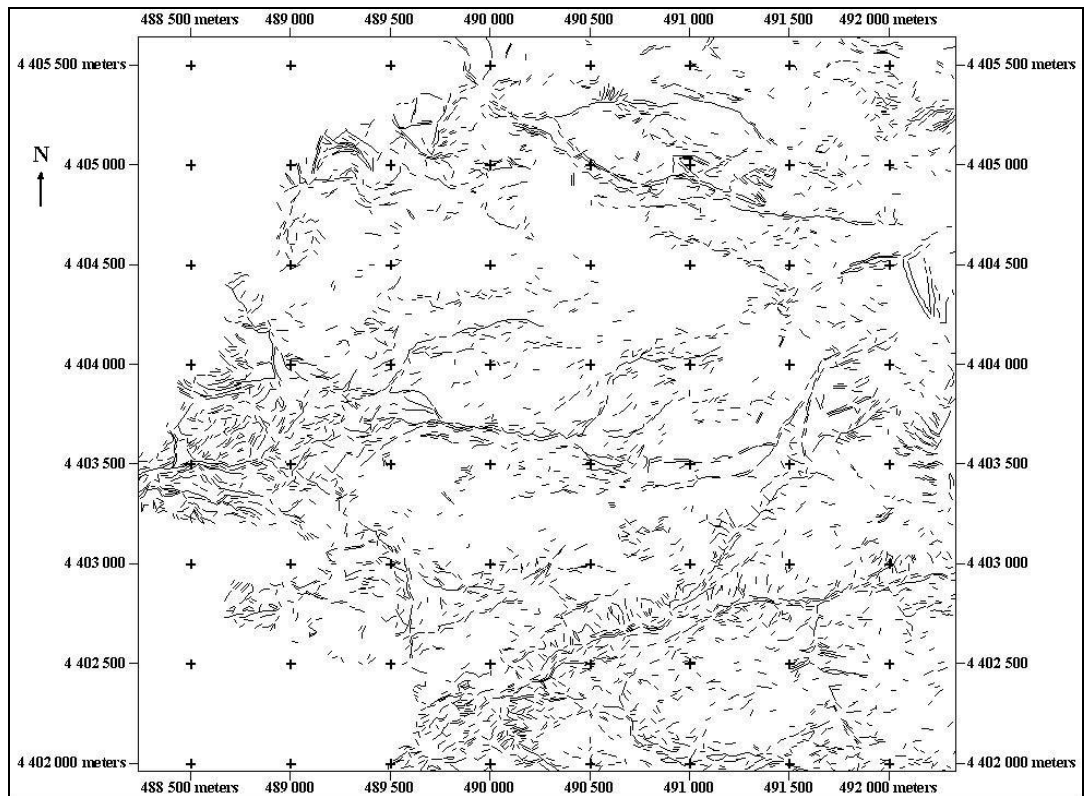 488 500 meters 489 000 489 500 490 000 490 500 491 000 491 500 492 000 meters
4 405 500 meters 4 405 500 meters
N
4 405 000 4 405 000
4 404 500 4 404 500
4 404 000 4 404 000
4 403 500 4 403 500
4 403 000 4 403 000
4 402 500 4 402 500
4 402 000 meters 4 402 000 meters
488 500 meters 489 000 489 500 490 000 490 500 491 000 491 500 492 000 meters